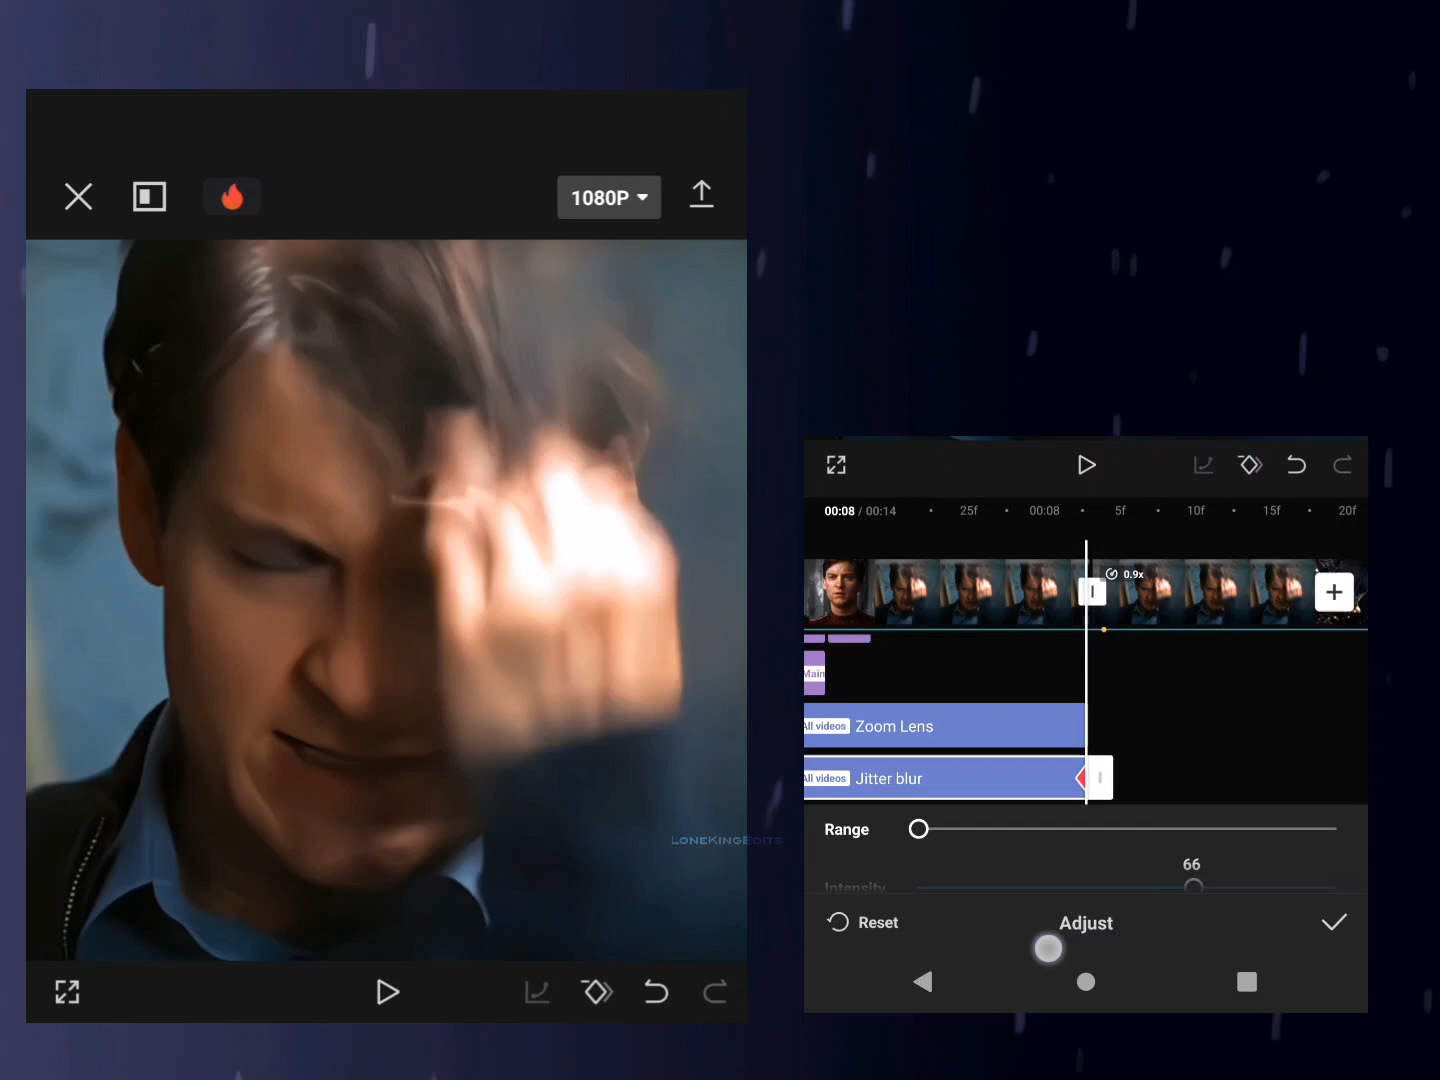 1080P
LoneKingEdits
00:08 / 00:14
25f
00:08
5f
10f
15f
20f
0.9x
Main
All videos
Zoom Lens
All videos
Jitter blur
Range
66
Intensity
Reset
Adjust